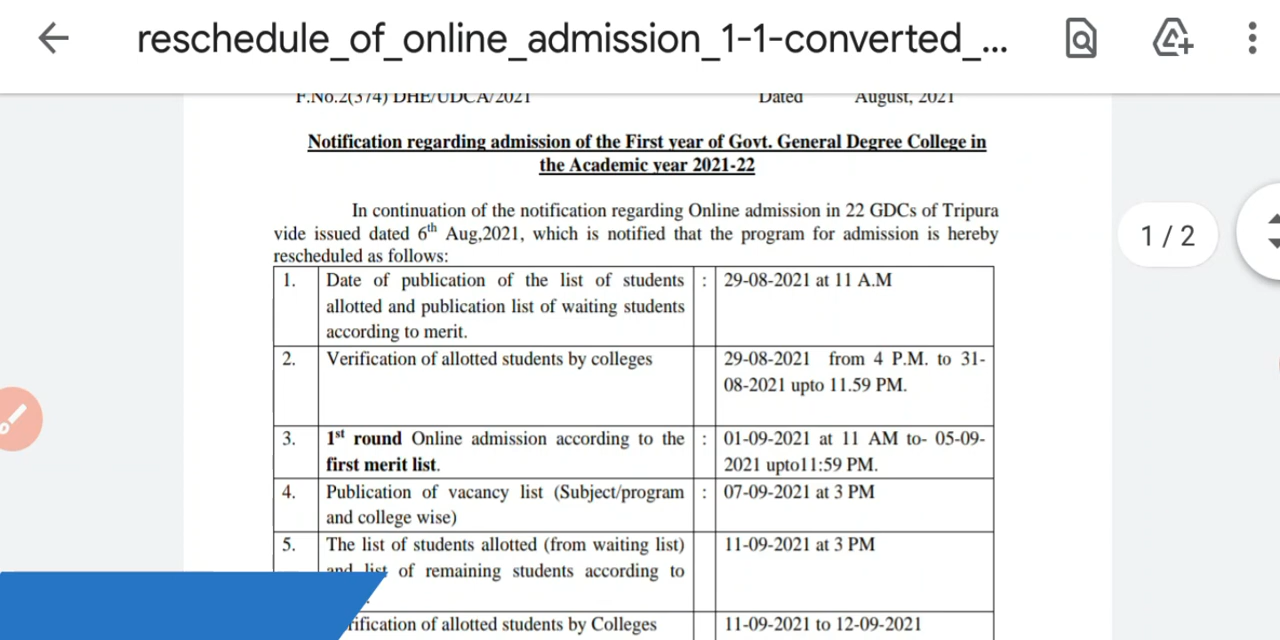 reschedule_of_online_admission_1-1-converted_...
F.No.2(374) DHE/UDCA/2021 Dated August, 2021
Notification regarding admission of the First year of Govt. General Degree College in
the Academic year 2021-22
In continuation of the notification regarding Online admission in 22 GDCs of Tripura
vide issued dated 6th Aug,2021, which is notified that the program for admission is hereby
rescheduled as follows:
1 / 2
1. Date of publication of the list of students : 29-08-2021 at 11 A.M
allotted and publication list of waiting students
according to merit.
2. Verification of allotted students by colleges 29-08-2021 from 4 P.M. to 31-
08-2021 upto 11.59 PM.
3. 1st round Online admission according to the : 01-09-2021 at 11 AM to- 05-09-
first merit list. 2021 upto11:59 PM.
4. Publication of vacancy list (Subject/program : 07-09-2021 at 3 PM
and college wise)
5. The list of students allotted (from waiting list) 11-09-2021 at 3 PM
and list of remaining students according to
rification of allotted students by Colleges 11-09-2021 to 12-09-2021